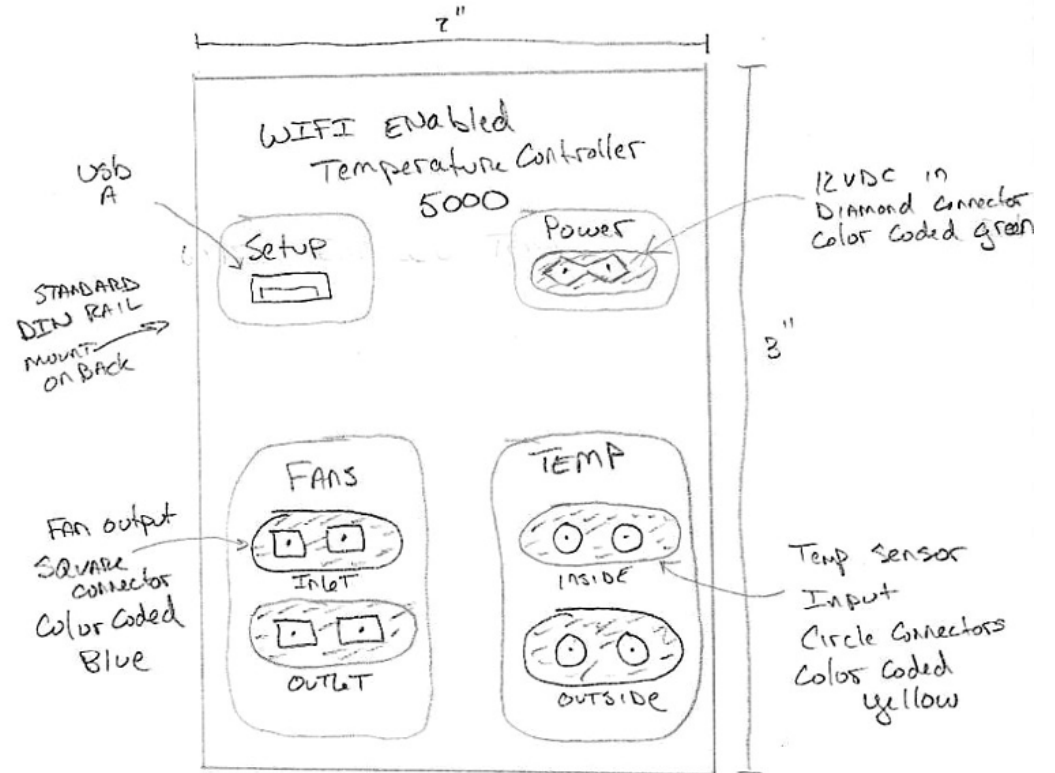 2"
WIFI ENabled
Temperature Controller
5000
USb
A
Setup
Power
12 VDC in
Diamond Connector
Color Coded green
STANDARD
DIN RAIL
MOUNT
ON BACK
3"
FANS
TEMP
FAN output
SQUARE
Connector
Color Coded
Blue
INLET
OUTLET
INSIDE
OUTSIDE
Temp Sensor
Input
Circle Connectors
Color Coded
Yellow